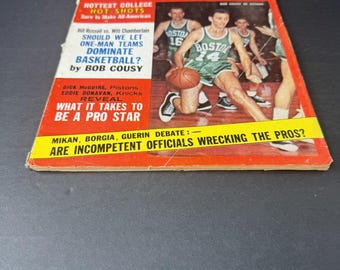 HOTTEST COLLEGE
HOT SHOTS
Sure to Make All-American
Bill Russell vs. Wilt Chamberlain
SHOULD WE LET
ONE-MAN TEAMS
DOMINATE
BASKETBALL?
by BOB COUSY
DICK McGUIRE, Pistons
EDDIE DONAVAN, Knicks
REVEAL
WHAT IT TAKES TO
BE A PRO STAR
BOSTON
16
BOSTON
14
MIKAN, BORGIA, GUERIN DEBATE:—
ARE INCOMPETENT OFFICIALS WRECKING THE PROS?